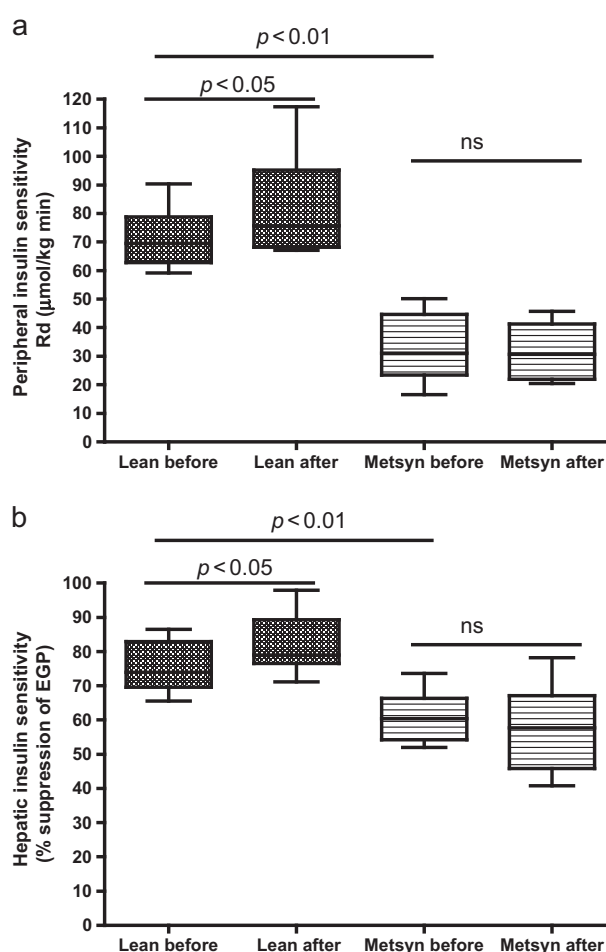 a
p < 0.01
p < 0.05
ns
Peripheral insulin sensitivity
Rd (µmol/kg min)
120
110
100
90
80
70
60
50
40
30
20
10
0
Lean before Lean after Metsyn before Metsyn after
b
p < 0.01
p < 0.05
ns
Hepatic insulin sensitivity
(% suppression of EGP)
100
90
80
70
60
50
40
30
20
10
0
Lean before Lean after Metsyn before Metsyn after